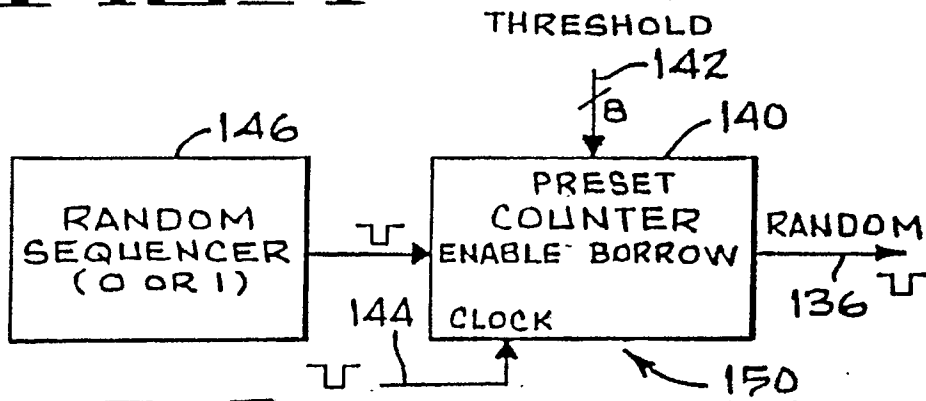 THRESHOLD
142
8
146
140
RANDOM
SEQUENCER
(0 OR 1)
PRESET
COUNTER
ENABLE BORROW
CLOCK
RANDOM
136
144
150